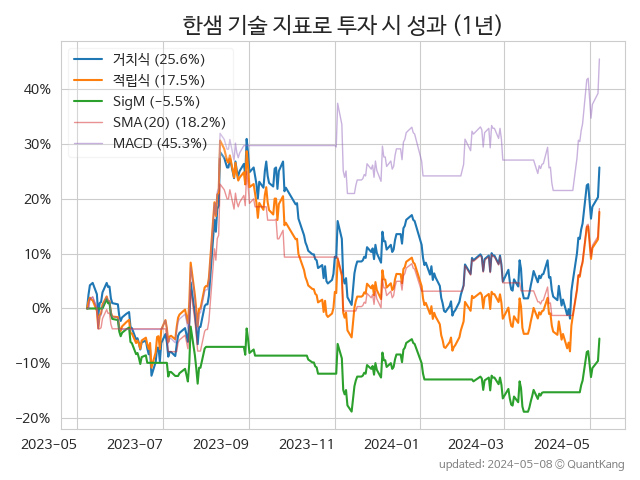 한샘 기술 지표로 투자 시 성과 (1년)
거치식 (25.6%)
적립식 (17.5%)
SigM (−5.5%)
SMA(20) (18.2%)
MACD (45.3%)
40%
30%
20%
10%
0%
−10%
−20%
2023−05 2023−07 2023−09 2023−11 2024−01 2024−03 2024−05
updated: 2024−05−08 ⓒ QuantKang